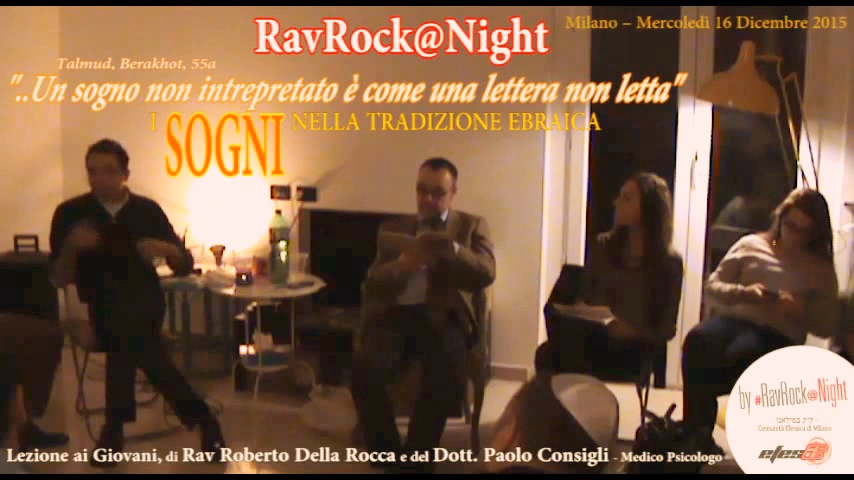 RavRock@Night
Milano – Mercoledì 16 Dicembre 2015
Talmud, Berakhot, 55a
"..Un sogno non intrepretato è come una lettera non letta"
I SOGNI NELLA TRADIZIONE EBRAICA
by #RavRock@Night
ק״ק במילאנו
Comunità Ebraica di Milano
Lezione ai Giovani, di Rav Roberto Della Rocca e del Dott. Paolo Consigli - Medico Psicologo